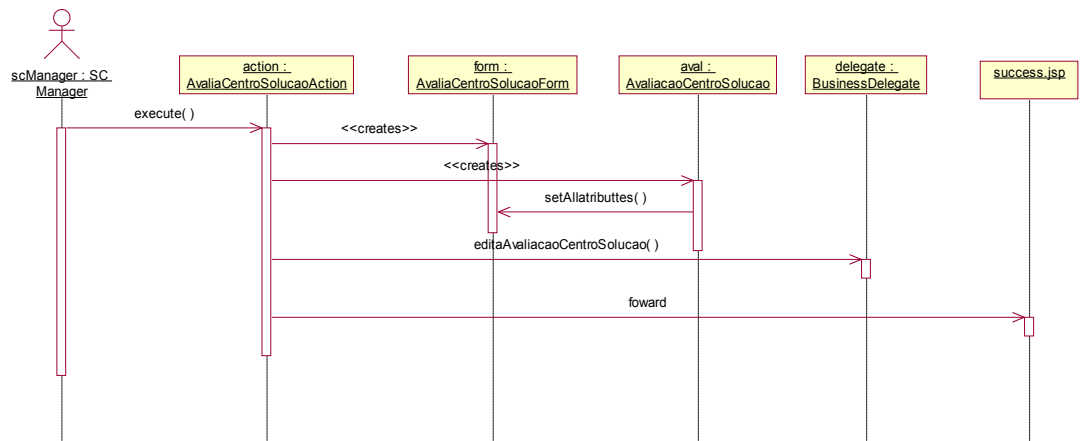 scManager : SC
Manager
action :
AvaliaCentroSolucaoAction
form :
AvaliaCentroSolucaoForm
aval :
AvaliacaoCentroSolucao
delegate :
BusinessDelegate
success.jsp
execute( )
<<creates>>
<<creates>>
setAllatributtes( )
editaAvaliacaoCentroSolucao( )
foward